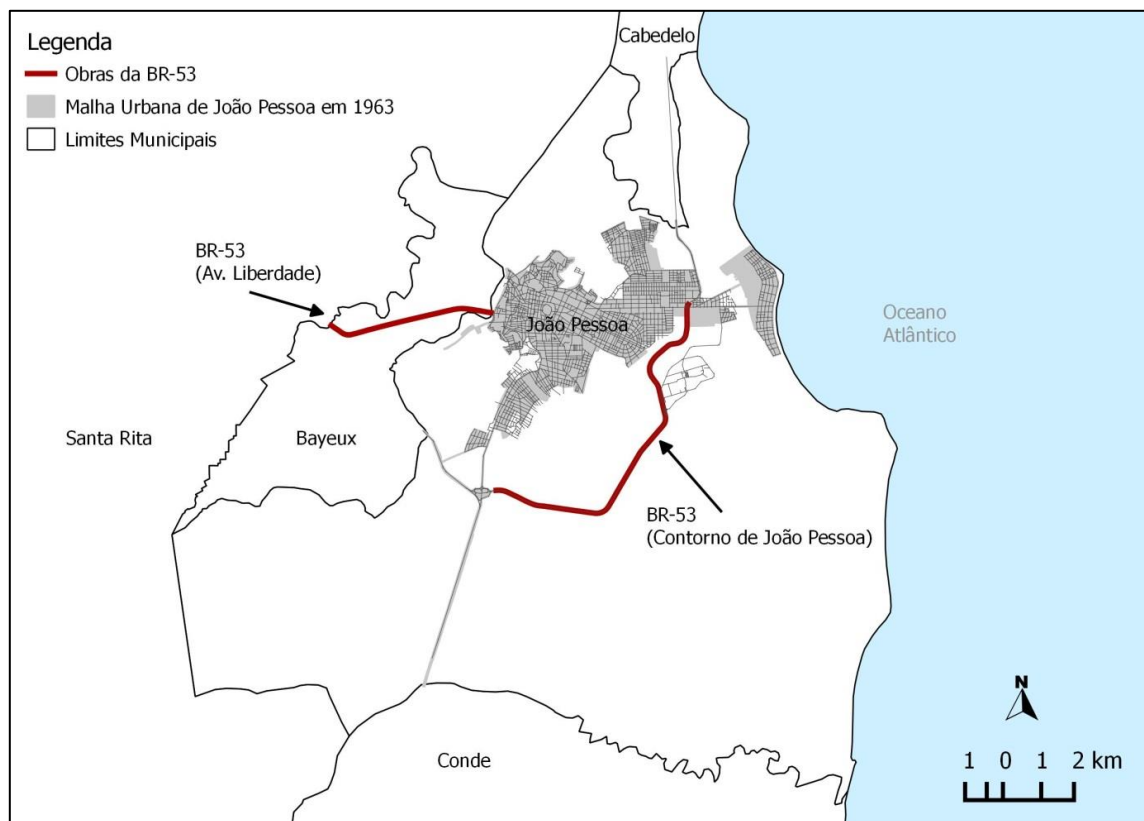 Legenda
Obras da BR-53
Malha Urbana de João Pessoa em 1963
Limites Municipais
Cabedelo
BR-53
(Av. Liberdade)
João Pessoa
Oceano
Atlântico
Santa Rita
Bayeux
BR-53
(Contorno de João Pessoa)
Conde
N
1 0 1 2 km